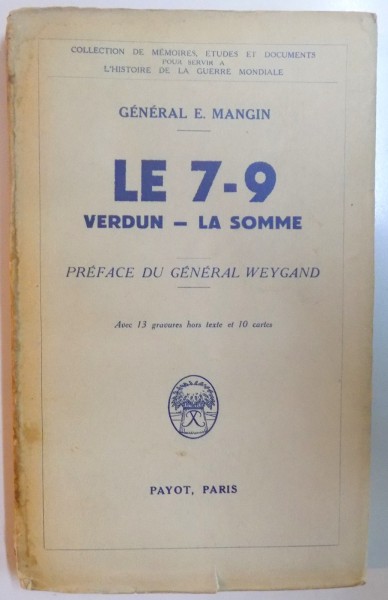 COLLECTION DE MÉMOIRES, ETUDES ET DOCUMENTS
POUR SERVIR A
L'HISTOIRE DE LA GUERRE MONDIALE
GÉNÉRAL E. MANGIN
LE 7-9
VERDUN — LA SOMME
PRÉFACE DU GÉNÉRAL WEYGAND
Avec 13 gravures hors texte et 10 cartes
PAYOT, PARIS